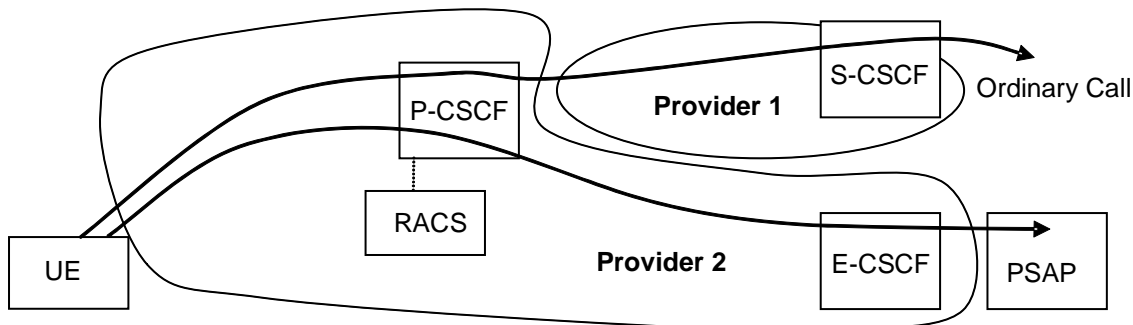 S-CSCF
Ordinary Call
P-CSCF
Provider 1
RACS
UE
Provider 2
E-CSCF
PSAP